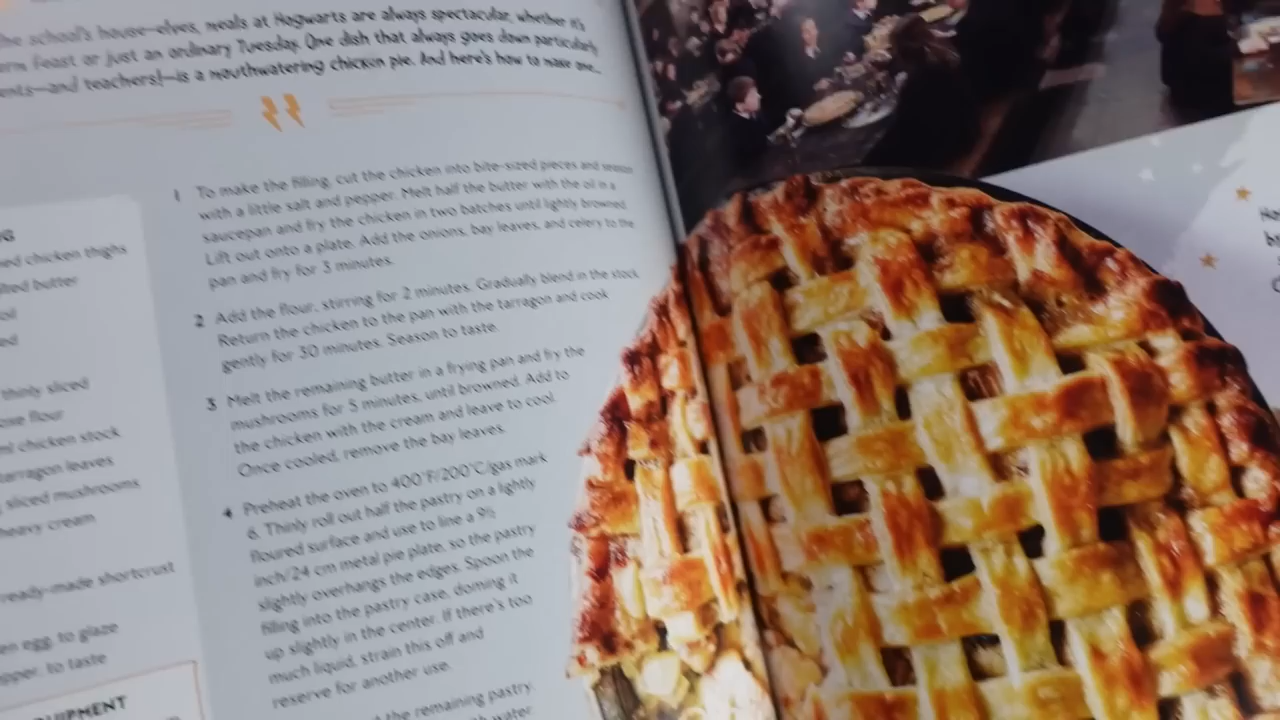 the school's house-elves, meals at Hogwarts are always spectacular, whether it's
feast or just an ordinary Tuesday. One dish that always goes down particularly
—and teachers!—is a mouthwatering chicken pie. And here's how to make one...
1 To make the filling, cut the chicken into bite-sized pieces and season
with a little salt and pepper. Melt half the butter with the oil in a
saucepan and fry the chicken in two batches until lightly browned.
Lift out onto a plate. Add the onions, bay leaves, and celery to the
pan and fry for 3 minutes.
2 Add the flour, stirring for 2 minutes. Gradually blend in the stock.
Return the chicken to the pan with the tarragon and cook
gently for 30 minutes. Season to taste.
3 Melt the remaining butter in a frying pan and fry the
mushrooms for 5 minutes, until browned. Add to
the chicken with the cream and leave to cool.
Once cooled, remove the bay leaves.
4 Preheat the oven to 400°F/200°C/gas mark
6. Thinly roll out half the pastry on a lightly
floured surface and use to line a 9½
inch/24 cm metal pie plate, so the pastry
slightly overhangs the edges. Spoon the
filling into the pastry case, doming it
up slightly in the center. If there's too
much liquid, strain this off and
reserve for another use.
the remaining pastry
water
chicken thighs
butter
oil
thinly sliced
flour
chicken stock
tarragon leaves
sliced mushrooms
heavy cream
ready-made shortcrust
egg, to glaze
to taste